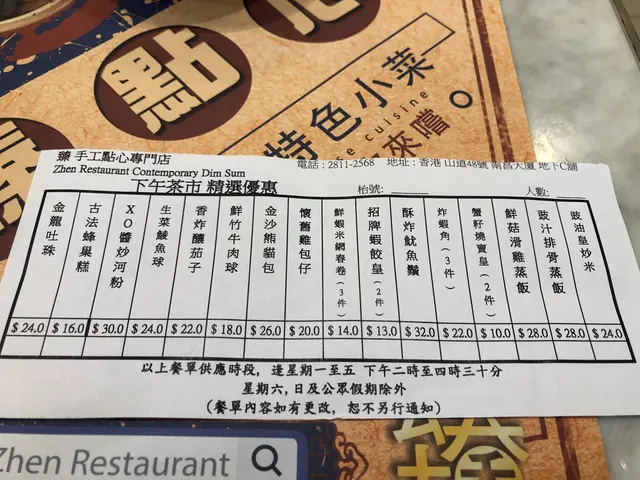 點心
特色小菜
cuisine
來嚐。
臻 手工點心專門店
Zhen Restaurant Contemporary Dim Sum
電話：2811-2568 地址：香港 山道48號 南昌大廈 地下C舖
下午茶市 精選優惠
枱號:
人數:
金龍吐珠
古法蜂巢糕
XO醬炒河粉
生菜鯪魚球
香炸釀茄子
鮮竹牛肉球
金沙熊貓包
懷舊雞包仔
鮮蝦米網春卷(3件)
招牌蝦餃皇(2件)
酥炸魷魚鬚
炸蝦角(3件)
蟹籽燒賣皇(2件)
鮮菇滑雞蒸飯
豉汁排骨蒸飯
豉油皇炒米
$ 24.0 $ 16.0 $ 30.0 $ 24.0 $ 22.0 $ 18.0 $ 26.0 $ 20.0 $ 14.0 $ 13.0 $ 32.0 $ 22.0 $ 10.0 $ 28.0 $ 28.0 $ 24.0
以上餐單供應時段，逢星期一至五 下午二時至四時三十分
星期六,日及公眾假期除外
(餐單內容如有更改，恕不另行通知)
Zhen Restaurant